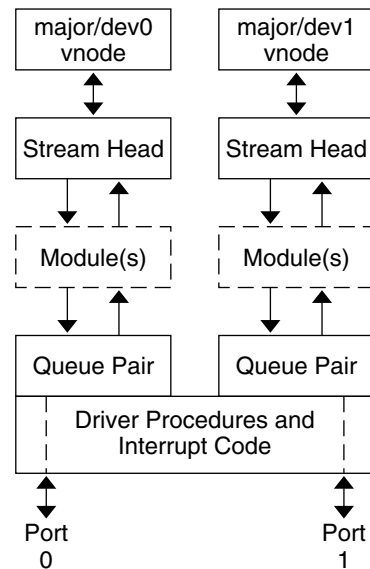 major/dev0
vnode
major/dev1
vnode
Stream Head
Stream Head
Module(s)
Module(s)
Queue Pair
Queue Pair
Driver Procedures and
Interrupt Code
Port
0
Port
1